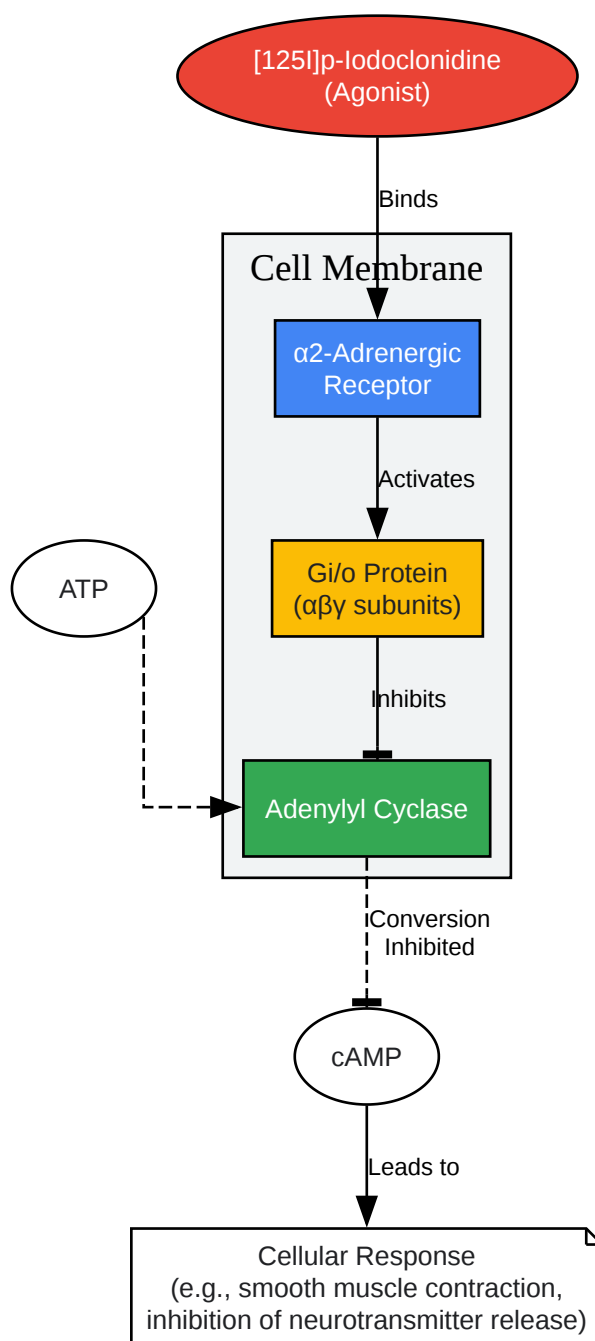 [125I]p-Iodoclonidine
(Agonist)
Binds
Cell Membrane
α2-Adrenergic
Receptor
Activates
Gi/o Protein
(αβγ subunits)
ATP
Inhibits
Adenylyl Cyclase
Conversion
Inhibited
cAMP
Leads to
Cellular Response
(e.g., smooth muscle contraction,
inhibition of neurotransmitter release)